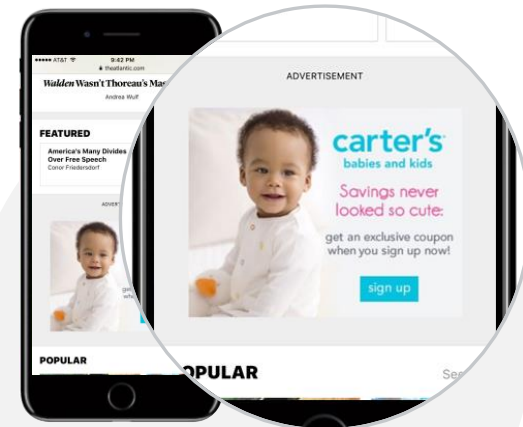 AT&T 9:42 PM
theatlantic.com
Walden Wasn't Thoreau's Mas
Andrea Wulf
FEATURED
America's Many Divides
Over Free Speech
Conor Friedersdorf
ADVERT
POPULAR
ADVERTISEMENT
carter's
babies and kids
Savings never
looked so cute:
get an exclusive coupon
when you sign up now!
sign up
OPULAR
See